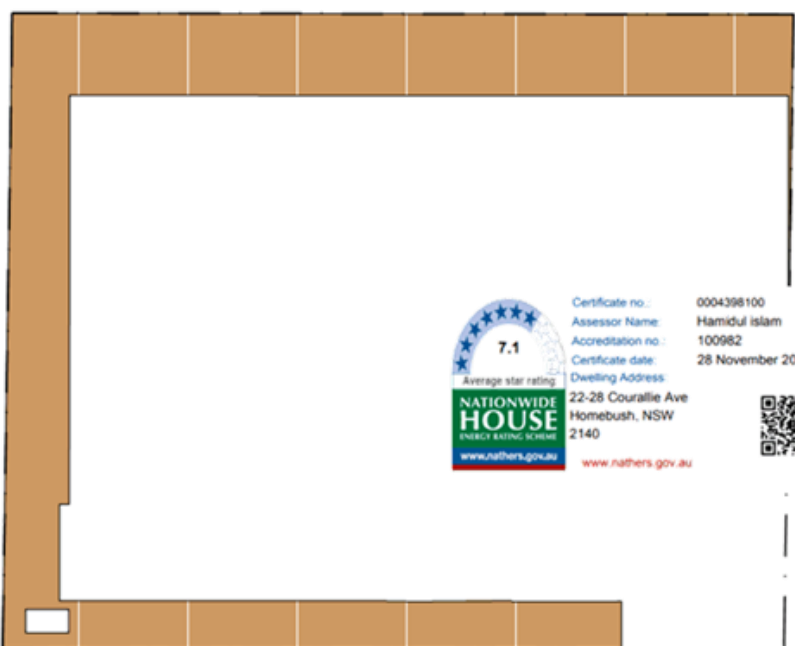 7.1
Average star rating
NATIONWIDE
HOUSE
ENERGY RATING SCHEME
www.nathers.gov.au
Certificate no.: 0004398100
Assessor Name: Hamidul islam
Accreditation no.: 100982
Certificate date: 28 November 20
Dwelling Address:
22-28 Courallie Ave
Homebush, NSW
2140
www.nathers.gov.au